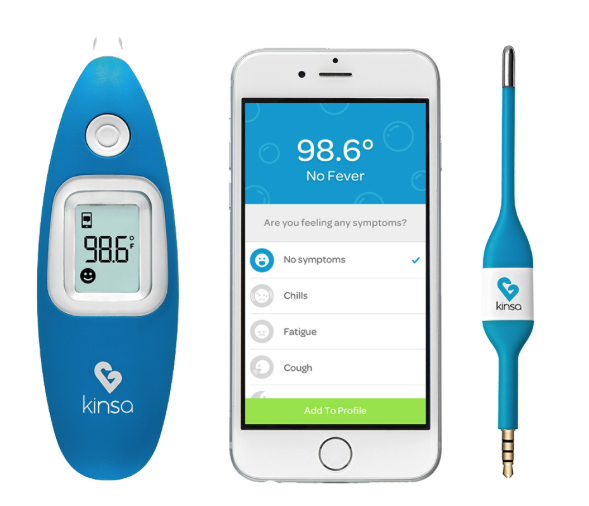 98.6°F
kinsa
98.6°
No Fever
Are you feeling any symptoms?
No symptoms
Chills
Fatigue
Cough
Add To Profile
kinsa